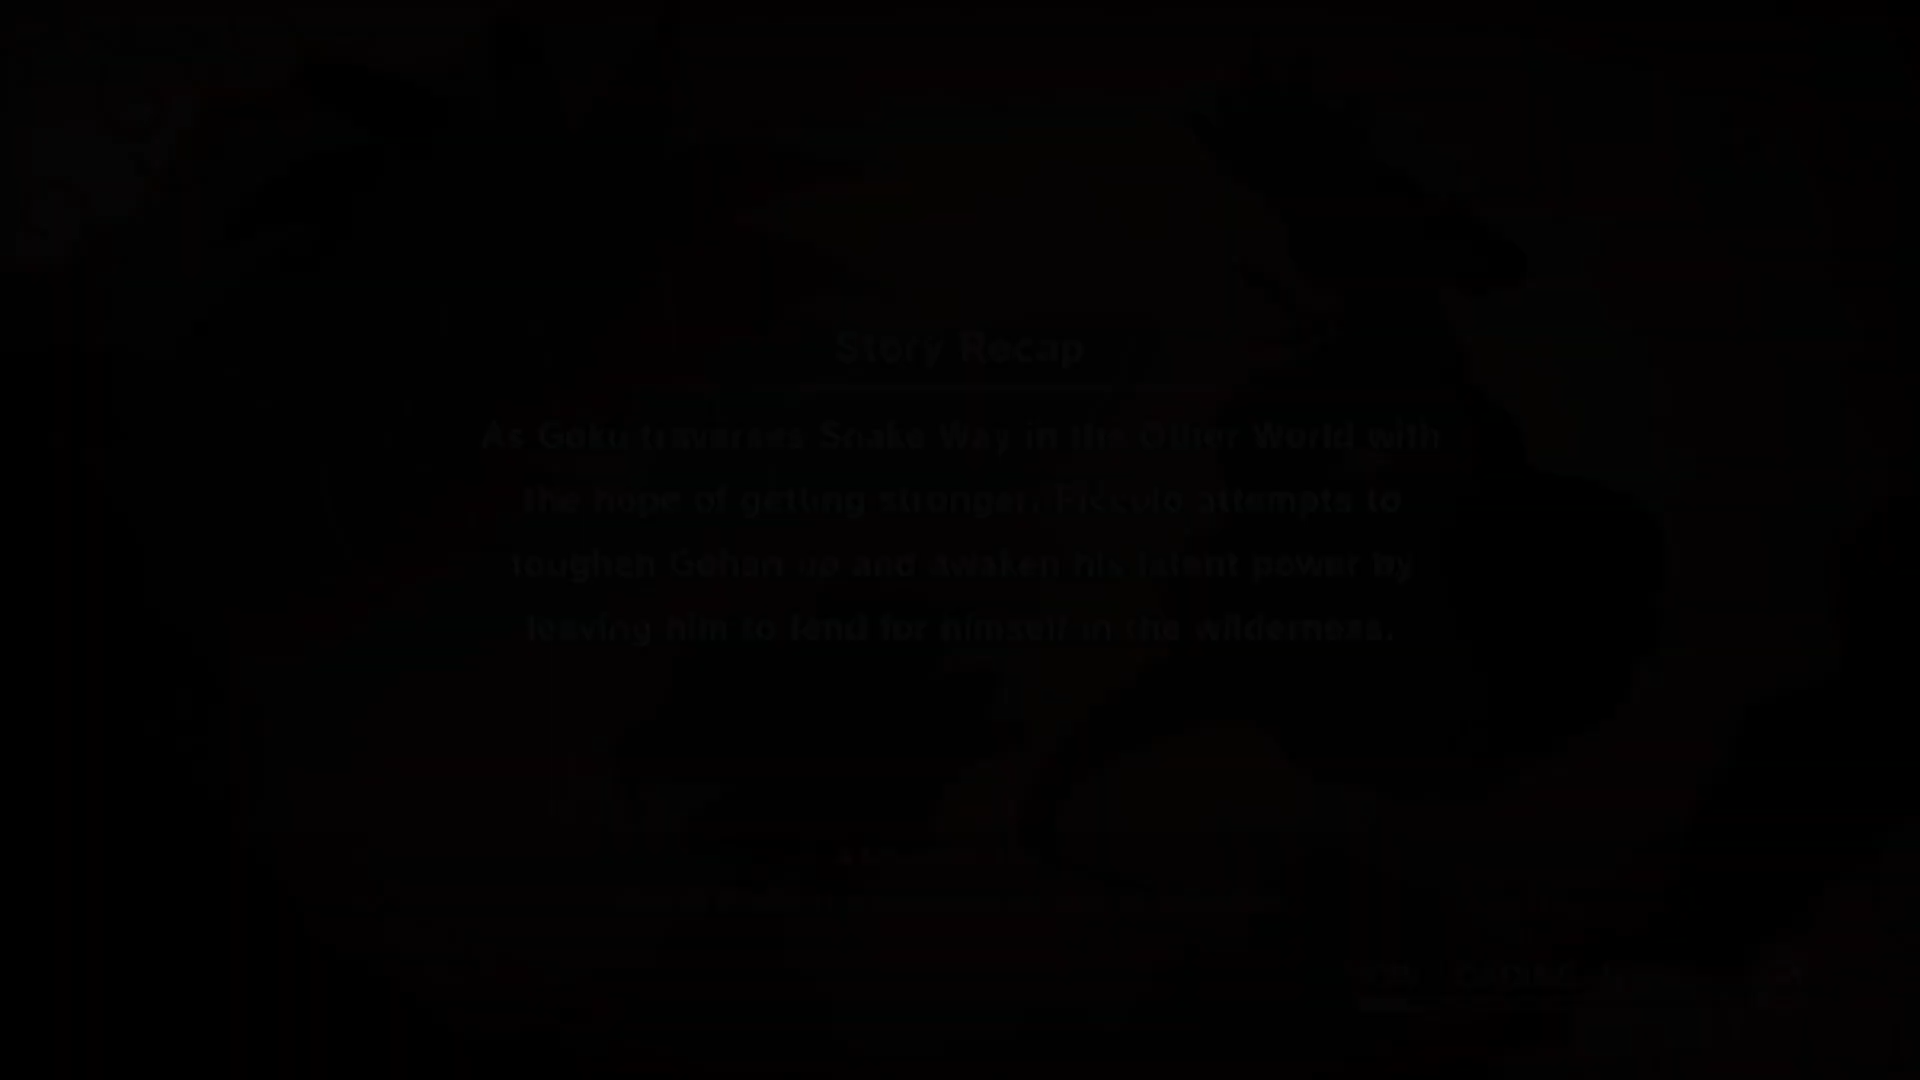 Story Recap
As Goku traverses Snake Way in the Other World with
the hope of getting stronger, Piccolo attempts to
toughen Gohan up and awaken his latent power by
leaving him to fend for himself in the wilderness.